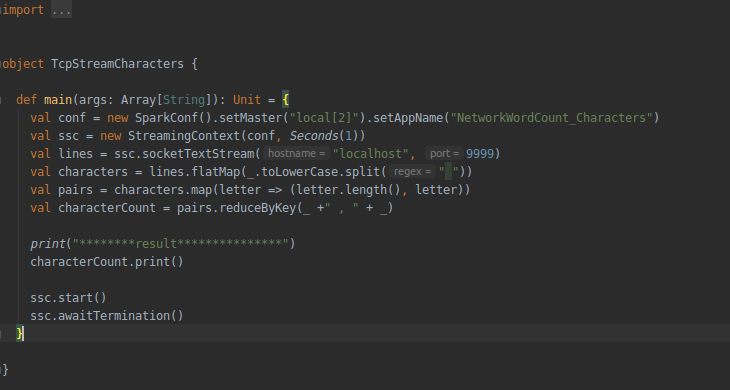 import ...
object TcpStreamCharacters {
def main(args: Array[String]): Unit = {
val conf = new SparkConf().setMaster("local[2]").setAppName("NetworkWordCount_Characters")
val ssc = new StreamingContext(conf, Seconds(1))
val lines = ssc.socketTextStream( hostname = "localhost", port = 9999)
val characters = lines.flatMap(_.toLowerCase.split( regex = " "))
val pairs = characters.map(letter => (letter.length(), letter))
val characterCount = pairs.reduceByKey(_ +" , " + _)
print("********result***************")
characterCount.print()
ssc.start()
ssc.awaitTermination()
}
}